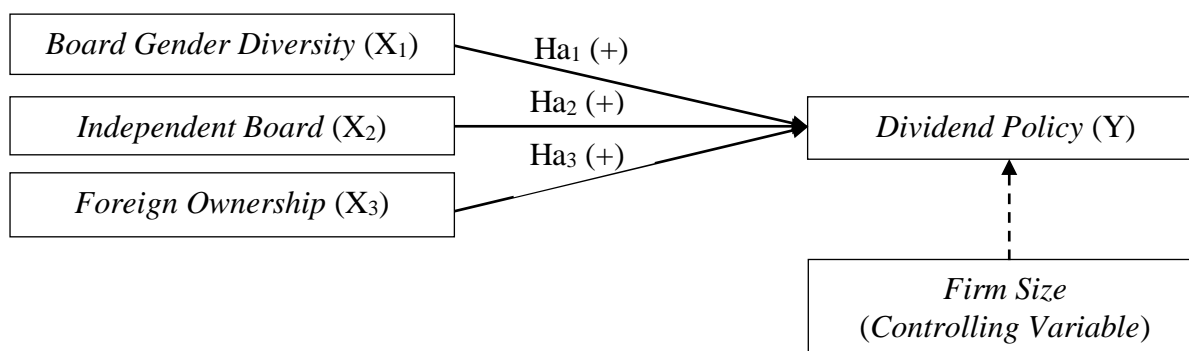 Board Gender Diversity (X₁)
Ha₁ (+)
Independent Board (X₂)
Ha₂ (+)
Dividend Policy (Y)
Ha₃ (+)
Foreign Ownership (X₃)
Firm Size
(Controlling Variable)